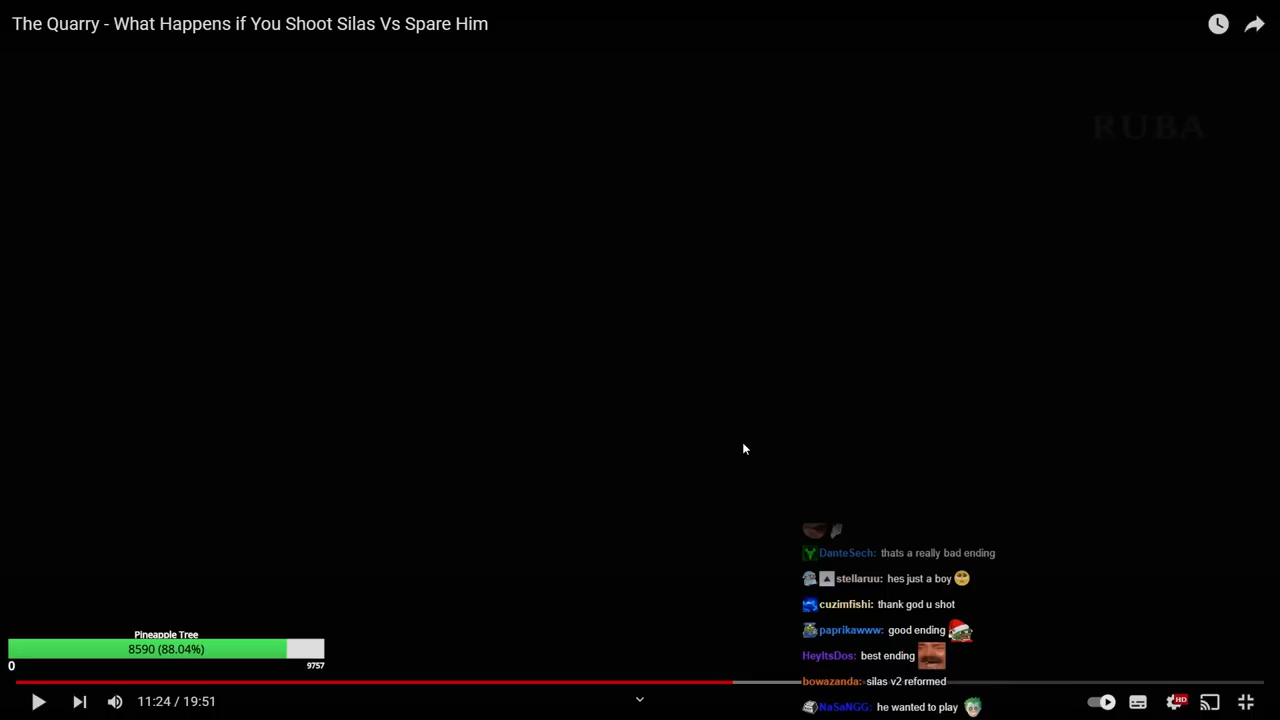 The Quarry - What Happens if You Shoot Silas Vs Spare Him
RUBA
DanteSech: thats a really bad ending
stellaruu: hes just a boy
cuzimfishi: thank god u shot
paprikawww: good ending
Pineapple Tree
8590 (88.04%)
HeyItsDos: best ending
0
9757
bowazanda: silas v2 reformed
11:24 / 19:51
NaSaNGG: he wanted to play
HD